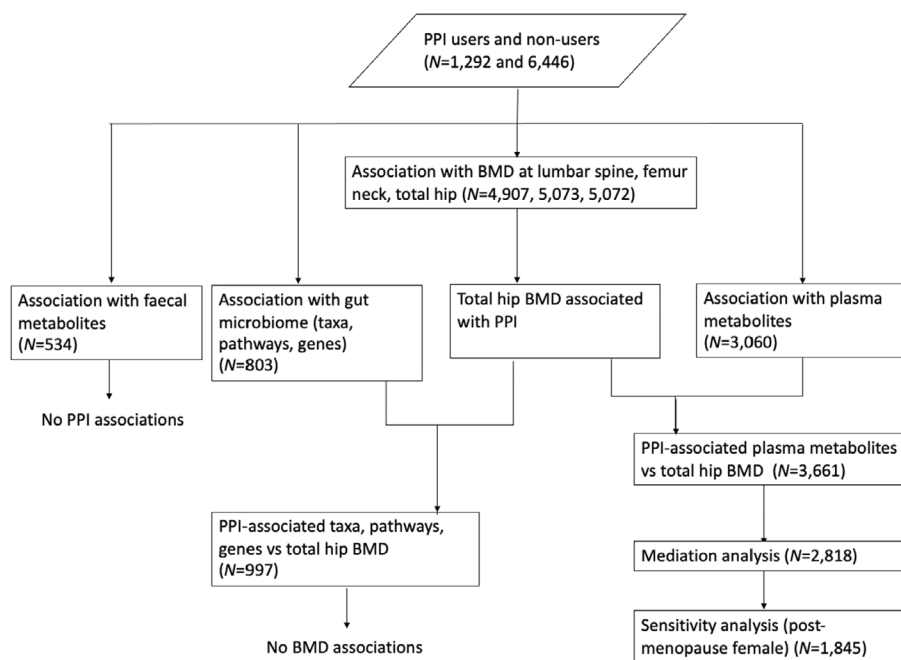 PPI users and non-users
(N=1,292 and 6,446)
Association with BMD at lumbar spine, femur
neck, total hip (N=4,907, 5,073, 5,072)
Association with faecal
metabolites
(N=534)
Association with gut
microbiome (taxa,
pathways, genes)
(N=803)
Total hip BMD associated
with PPI
Association with plasma
metabolites
(N=3,060)
No PPI associations
PPI-associated plasma metabolites
vs total hip BMD (N=3,661)
PPI-associated taxa, pathways,
genes vs total hip BMD
(N=997)
Mediation analysis (N=2,818)
No BMD associations
Sensitivity analysis (post-
menopause female) (N=1,845)